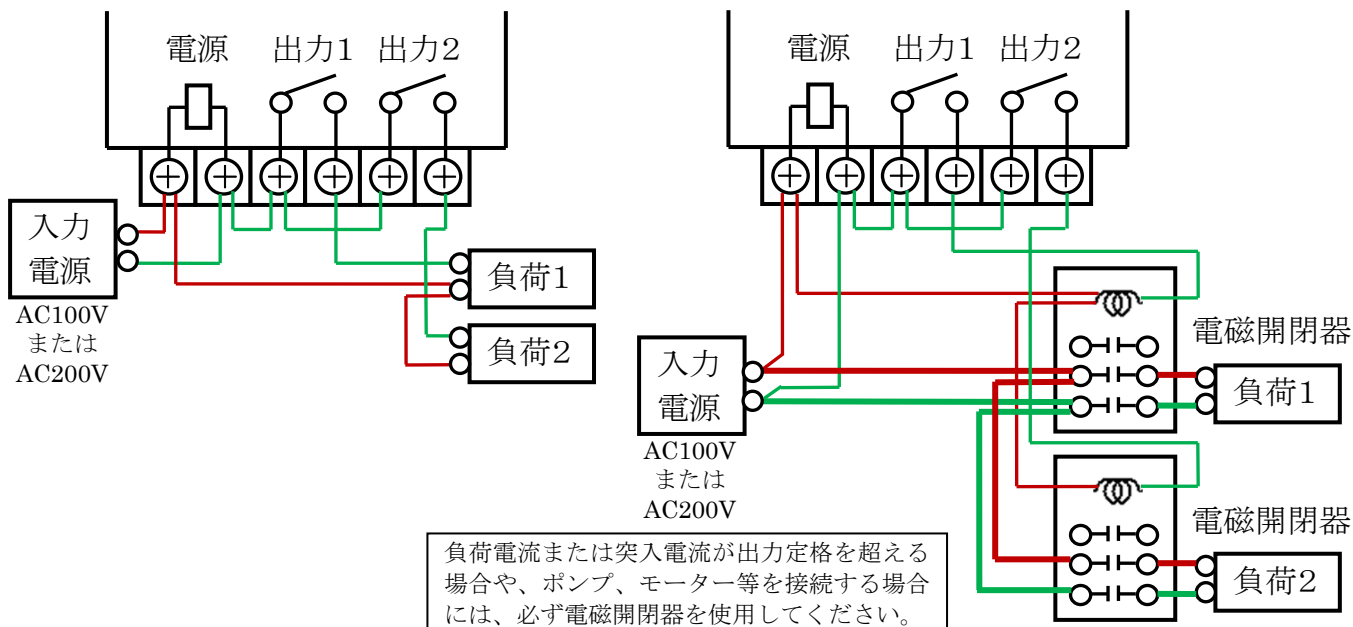 電源 出力1 出力2
入力
電源
AC100V
または
AC200V
負荷1
負荷2
電源 出力1 出力2
入力
電源
AC100V
または
AC200V
電磁開閉器
負荷1
電磁開閉器
負荷2
負荷電流または突入電流が出力定格を超える
場合や、ポンプ、モーター等を接続する場合
には、必ず電磁開閉器を使用してください。